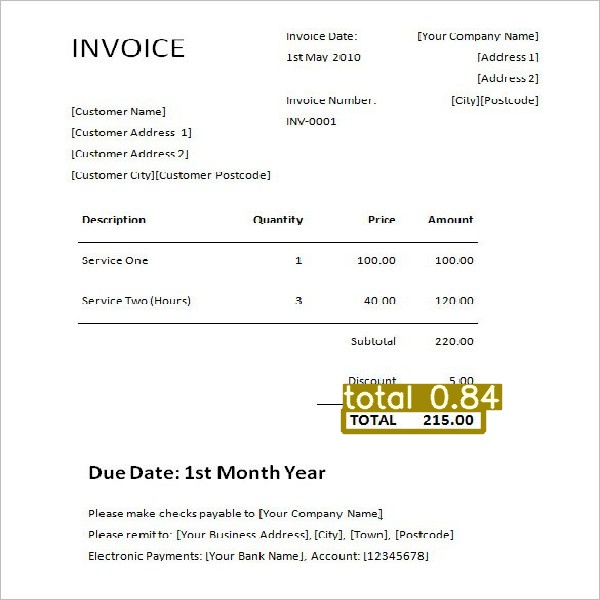 INVOICE
Invoice Date:
1st May 2010
Invoice Number:
INV-0001
[Your Company Name]
[Address 1]
[Address 2]
[City][Postcode]
[Customer Name]
[Customer Address 1]
[Customer Address 2]
[Customer City][Customer Postcode]
Description Quantity Price Amount
Service One 1 100.00 100.00
Service Two (Hours) 3 40.00 120.00
Subtotal 220.00
Discount 5.00
total 0.84
TOTAL 215.00
Due Date: 1st Month Year
Please make checks payable to [Your Company Name]
Please remit to: [Your Business Address], [City], [Town], [Postcode]
Electronic Payments: [Your Bank Name], Account: [12345678]